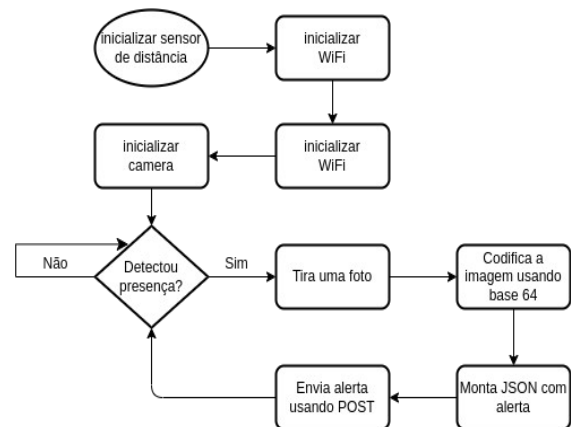 inicializar sensor
de distância
inicializar
WiFi
inicializar
camera
inicializar
WiFi
Não
Detectou
presença?
Sim
Tira uma foto
Codifica a
imagem usando
base 64
Envia alerta
usando POST
Monta JSON com
alerta